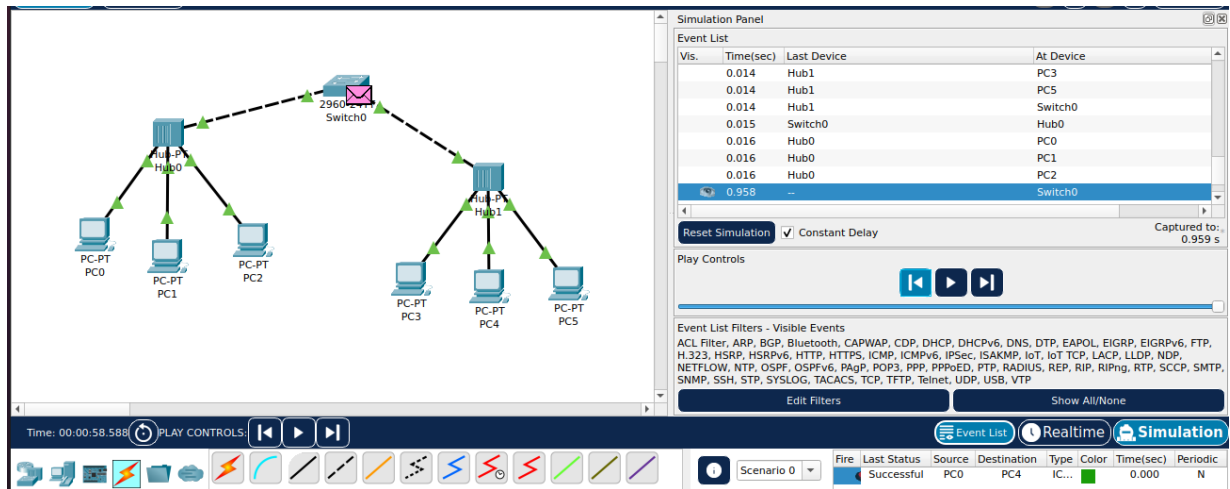 Simulation Panel
Event List
Vis. Time(sec) Last Device At Device
0.014 Hub1 PC3
0.014 Hub1 PC5
0.014 Hub1 Switch0
0.015 Switch0 Hub0
0.016 Hub0 PC0
0.016 Hub0 PC1
0.016 Hub0 PC2
0.958 -- Switch0
Reset Simulation Constant Delay Captured to:
0.959 s
Play Controls
Event List Filters - Visible Events
ACL Filter, ARP, BGP, Bluetooth, CAPWAP, CDP, DHCP, DHCPv6, DNS, DTP, EAPOL, EIGRP, EIGRPv6, FTP,
H.323, HSRP, HSRPv6, HTTP, HTTPS, ICMP, ICMPv6, IPSec, ISAKMP, IoT, IoT TCP, LACP, LLDP, NDP,
NETFLOW, NTP, OSPF, OSPFv6, PAgP, POP3, PPP, PPPoED, PTP, RADIUS, REP, RIP, RIPng, RTP, SCCP, SMTP,
SNMP, SSH, STP, SYSLOG, TACACS, TCP, TFTP, Telnet, UDP, USB, VTP
Edit Filters Show All/None
Switch0
Hub-PT
Hub0
Hub-PT
Hub1
PC-PT
PC0
PC-PT
PC1
PC-PT
PC2
PC-PT
PC3
PC-PT
PC4
PC-PT
PC5
Time: 00:00:58.588 PLAY CONTROLS: Event List Realtime Simulation
Scenario 0
Fire Last Status Source Destination Type Color Time(sec) Periodic
Successful PC0 PC4 IC... 0.000 N